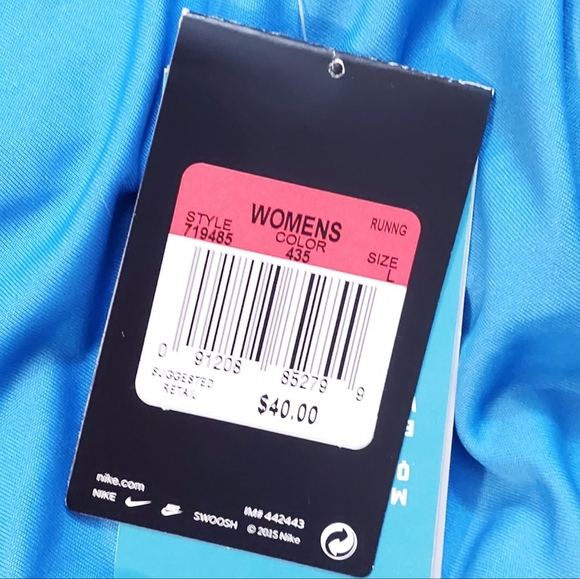 WOMENS
RUNNG
STYLE
719485
COLOR
435
SIZE
L
0 91208 85279 9
SUGGESTED
RETAIL
$40.00
nike.com
NIKE
SWOOSH
IM# 442443
© 2015 Nike